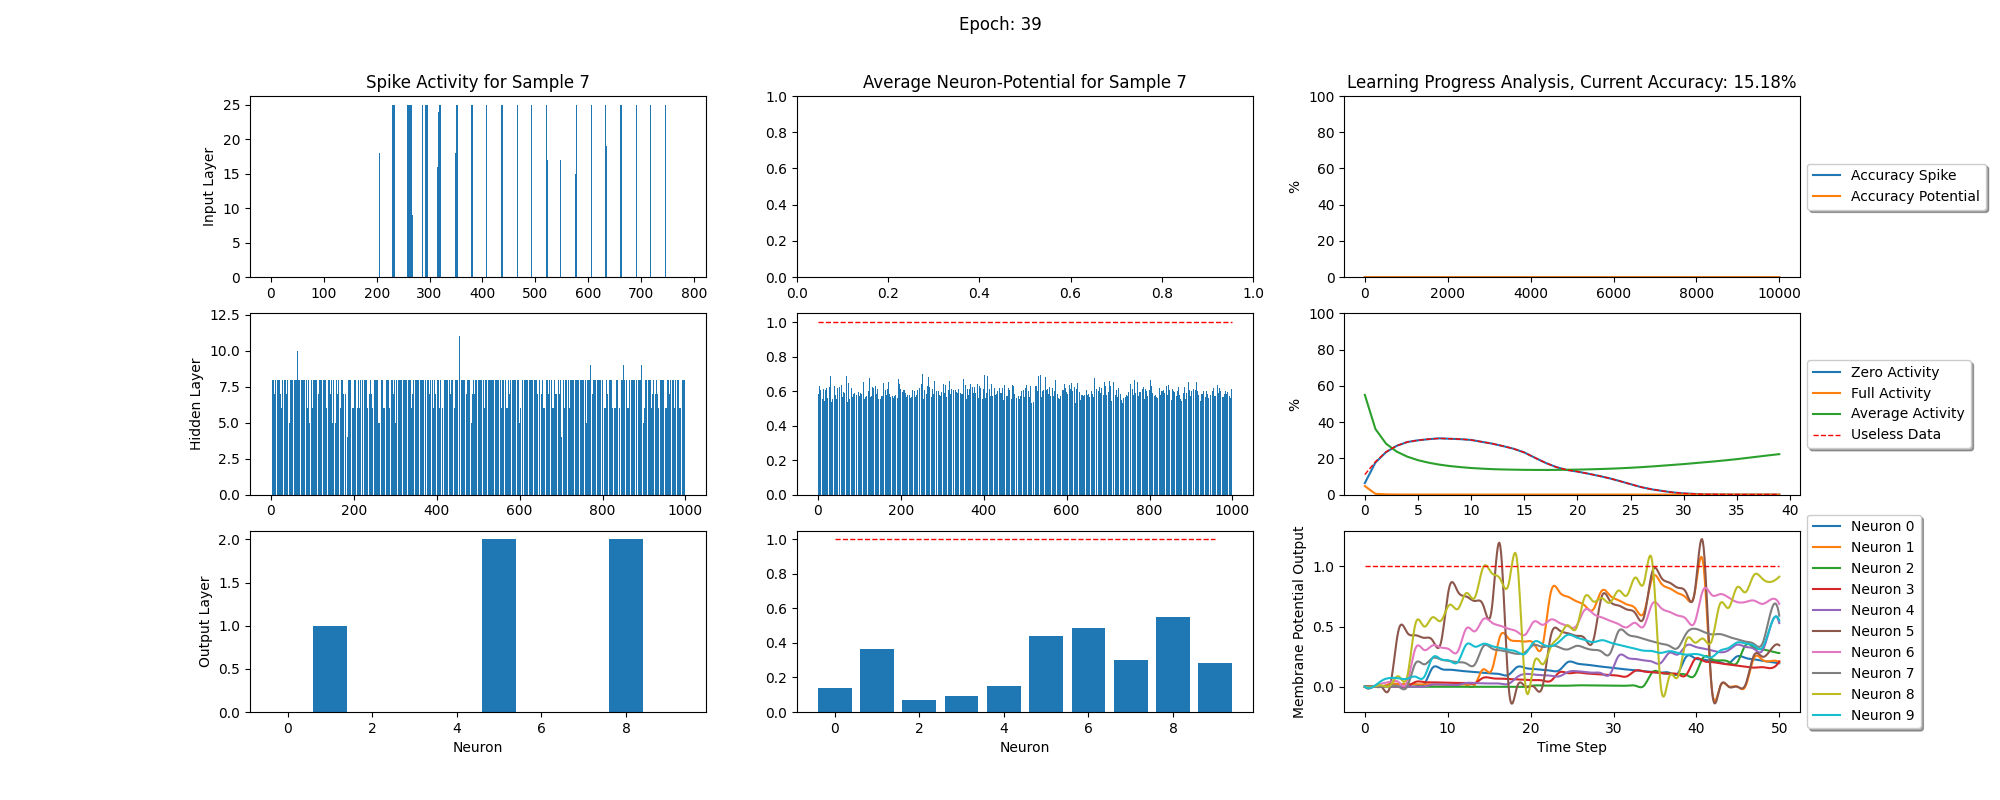 Epoch: 39
Spike Activity for Sample 7
Average Neuron-Potential for Sample 7
Learning Progress Analysis, Current Accuracy: 15.18%
Input Layer
25
20
15
10
5
0
0 100 200 300 400 500 600 700 800
1.0
0.8
0.6
0.4
0.2
0.0
0.0 0.2 0.4 0.6 0.8 1.0
%
100
80
60
40
20
0
0 2000 4000 6000 8000 10000
Accuracy Spike
Accuracy Potential
Hidden Layer
12.5
10.0
7.5
5.0
2.5
0.0
0 200 400 600 800 1000
1.0
0.8
0.6
0.4
0.2
0.0
0 200 400 600 800 1000
%
100
80
60
40
20
0
0 5 10 15 20 25 30 35 40
Zero Activity
Full Activity
Average Activity
Useless Data
Output Layer
2.0
1.5
1.0
0.5
0.0
0 2 4 6 8
Neuron
1.0
0.8
0.6
0.4
0.2
0.0
0 2 4 6 8
Neuron
Membrane Potential Output
1.0
0.5
0.0
0 10 20 30 40 50
Time Step
Neuron 0
Neuron 1
Neuron 2
Neuron 3
Neuron 4
Neuron 5
Neuron 6
Neuron 7
Neuron 8
Neuron 9